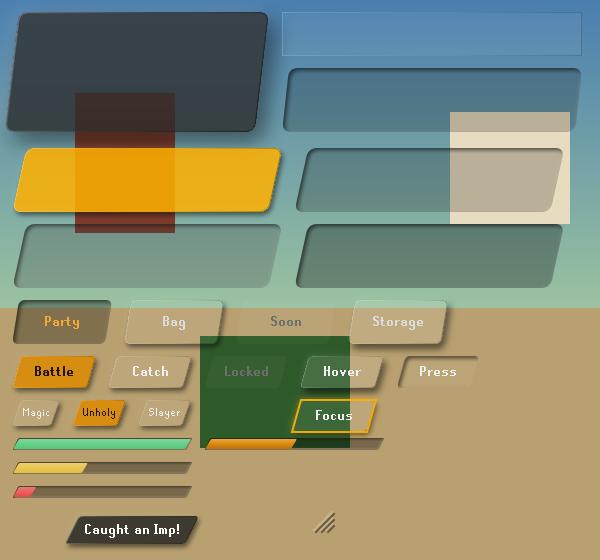 Party Bag Soon Storage
Battle Catch Locked Hover Press
Magic Unholy Slayer Focus
Caught an Imp!